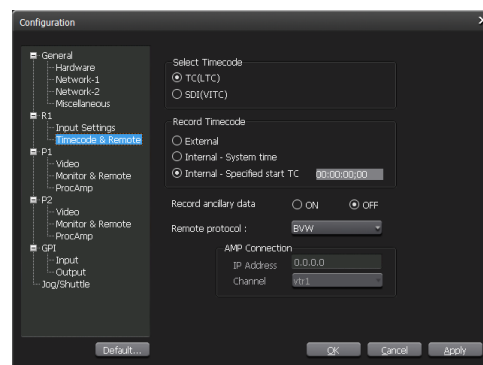 Configuration
General
Hardware
Network-1
Network-2
Miscellaneous
R1
Input Settings
Timecode & Remote
P1
Video
Monitor & Remote
ProcAmp
P2
Video
Monitor & Remote
ProcAmp
GPI
Input
Output
Jog/Shuttle
Default...
Select Timecode
TC(LTC)
SDI(VITC)
Record Timecode
External
Internal - System time
Internal - Specified start TC 00:00:00;00
Record ancillary data ON OFF
Remote protocol : BVW
AMP Connection
IP Address 0.0.0.0
Channel vtr1
OK Cancel Apply